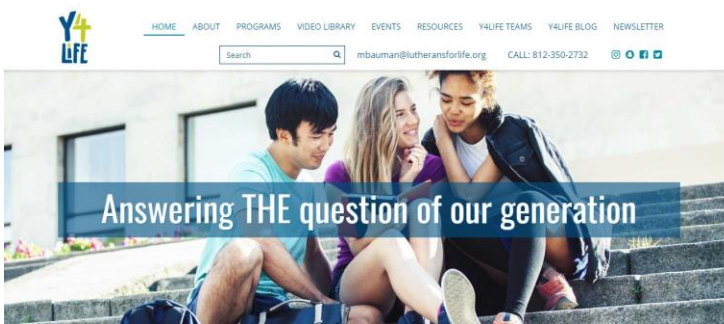 Y4
LIFE
HOME ABOUT PROGRAMS VIDEO LIBRARY EVENTS RESOURCES Y4LIFE TEAMS Y4LIFE BLOG NEWSLETTER
Search mbauman@lutheransforlife.org CALL: 812-350-2732
Answering THE question of our generation